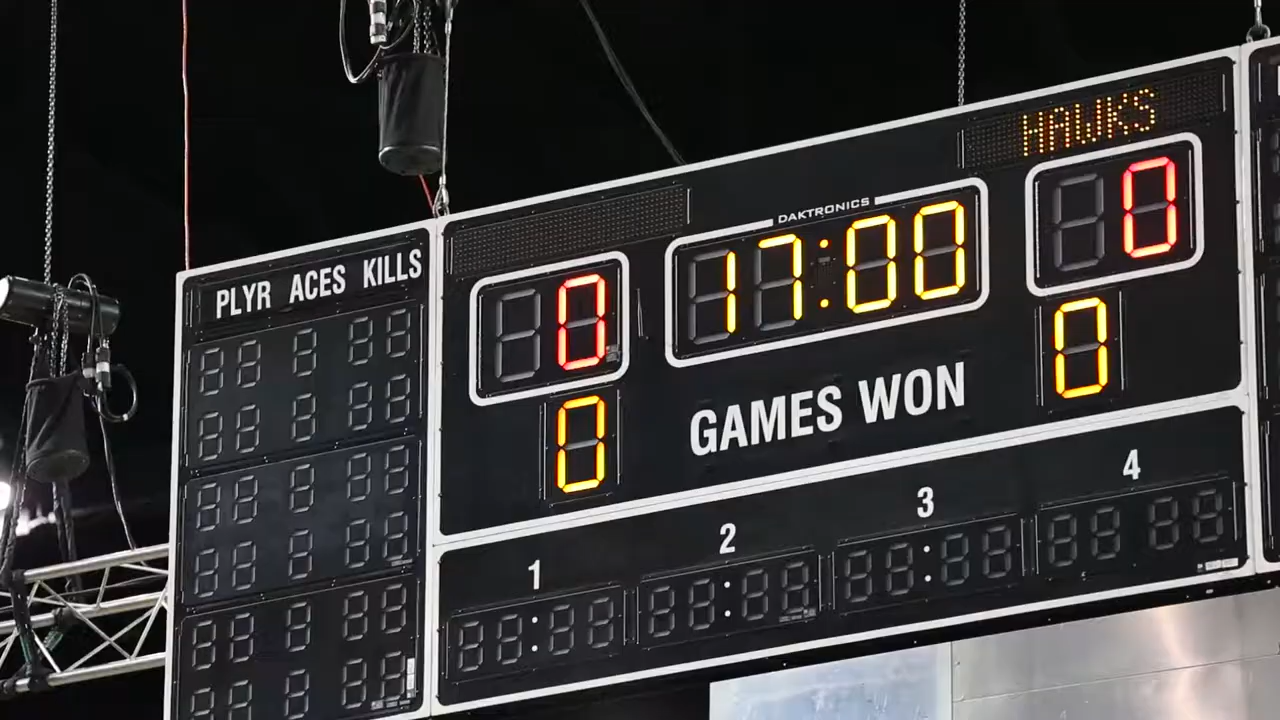 HAWKS
DAKTRONICS
PLYR ACES KILLS
0 17:00 0
0 GAMES WON 0
1 2 3 4